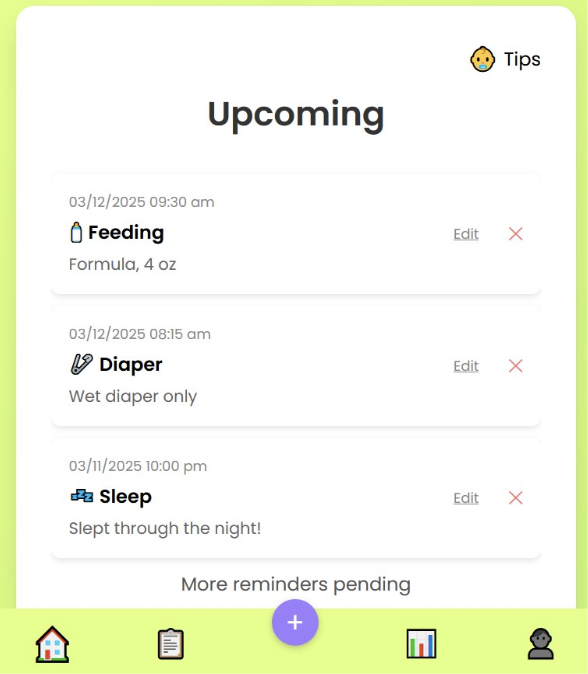 Tips
Upcoming
03/12/2025 09:30 am
Feeding
Edit
Formula, 4 oz
03/12/2025 08:15 am
Diaper
Edit
Wet diaper only
03/11/2025 10:00 pm
Sleep
Edit
Slept through the night!
More reminders pending
+